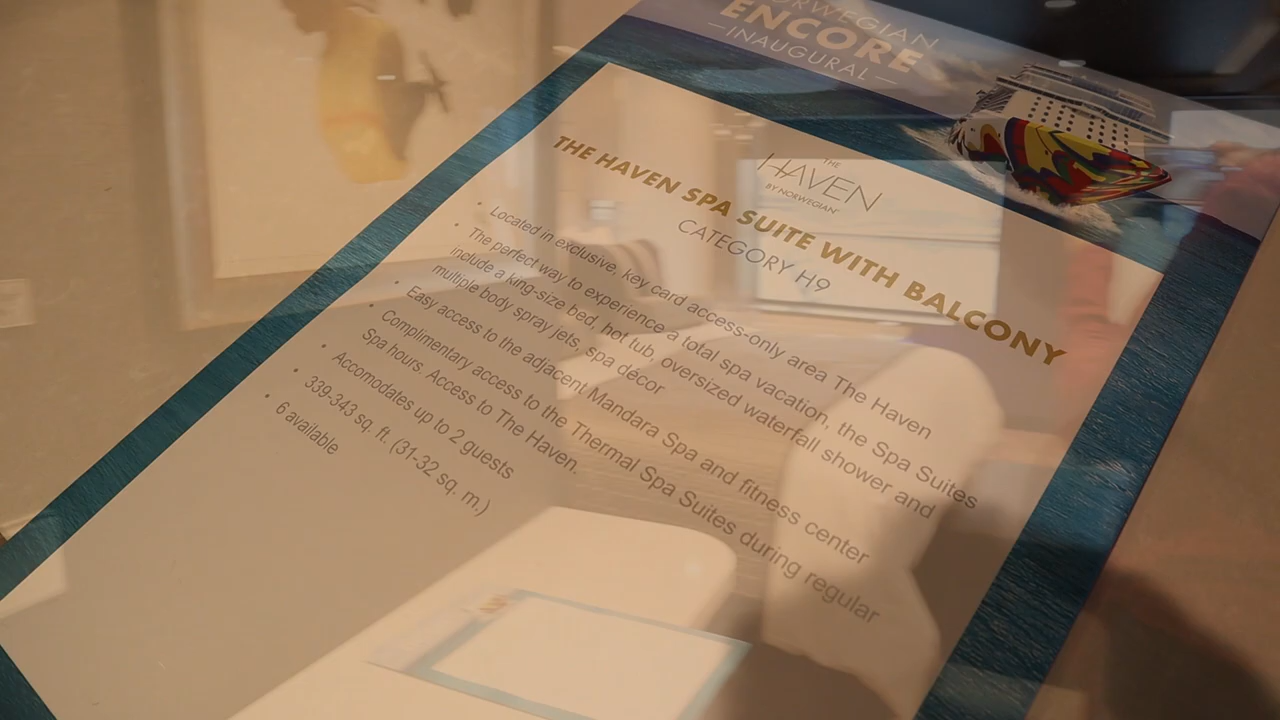 NORWEGIAN
ENCORE
INAUGURAL
THE
HAVEN
BY NORWEGIAN
THE HAVEN SPA SUITE WITH BALCONY
CATEGORY H9
• Located in exclusive, key card access-only area The Haven
• The perfect way to experience a total spa vacation, the Spa Suites
include a king-size bed, hot tub, oversized waterfall shower and
multiple body spray jets, spa décor
• Easy access to the adjacent Mandara Spa and fitness center
• Complimentary access to the Thermal Spa Suites during regular
Spa hours. Access to The Haven.
• Accomodates up to 2 guests
• 339-343 sq. ft. (31-32 sq. m.)
• 6 available